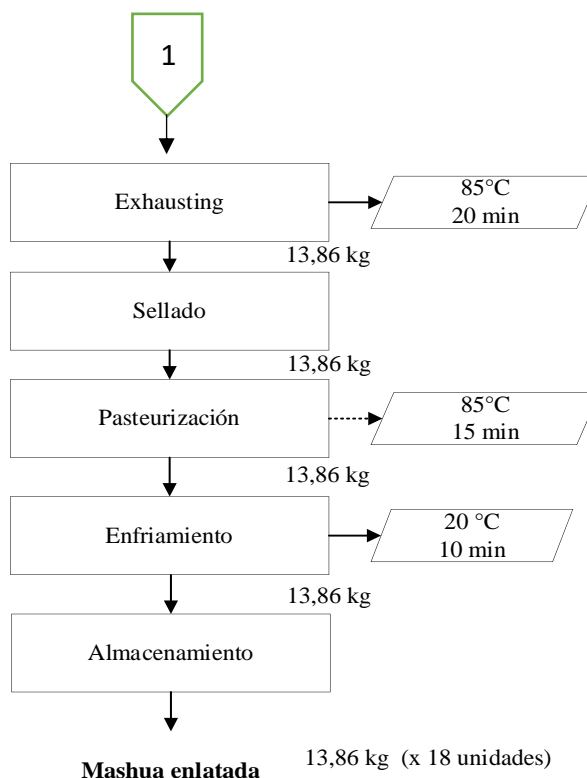 1
Exhausting
85°C
20 min
13,86 kg
Sellado
13,86 kg
Pasteurización
85°C
15 min
13,86 kg
Enfriamiento
20 °C
10 min
13,86 kg
Almacenamiento
13,86 kg (x 18 unidades)
Mashua enlatada